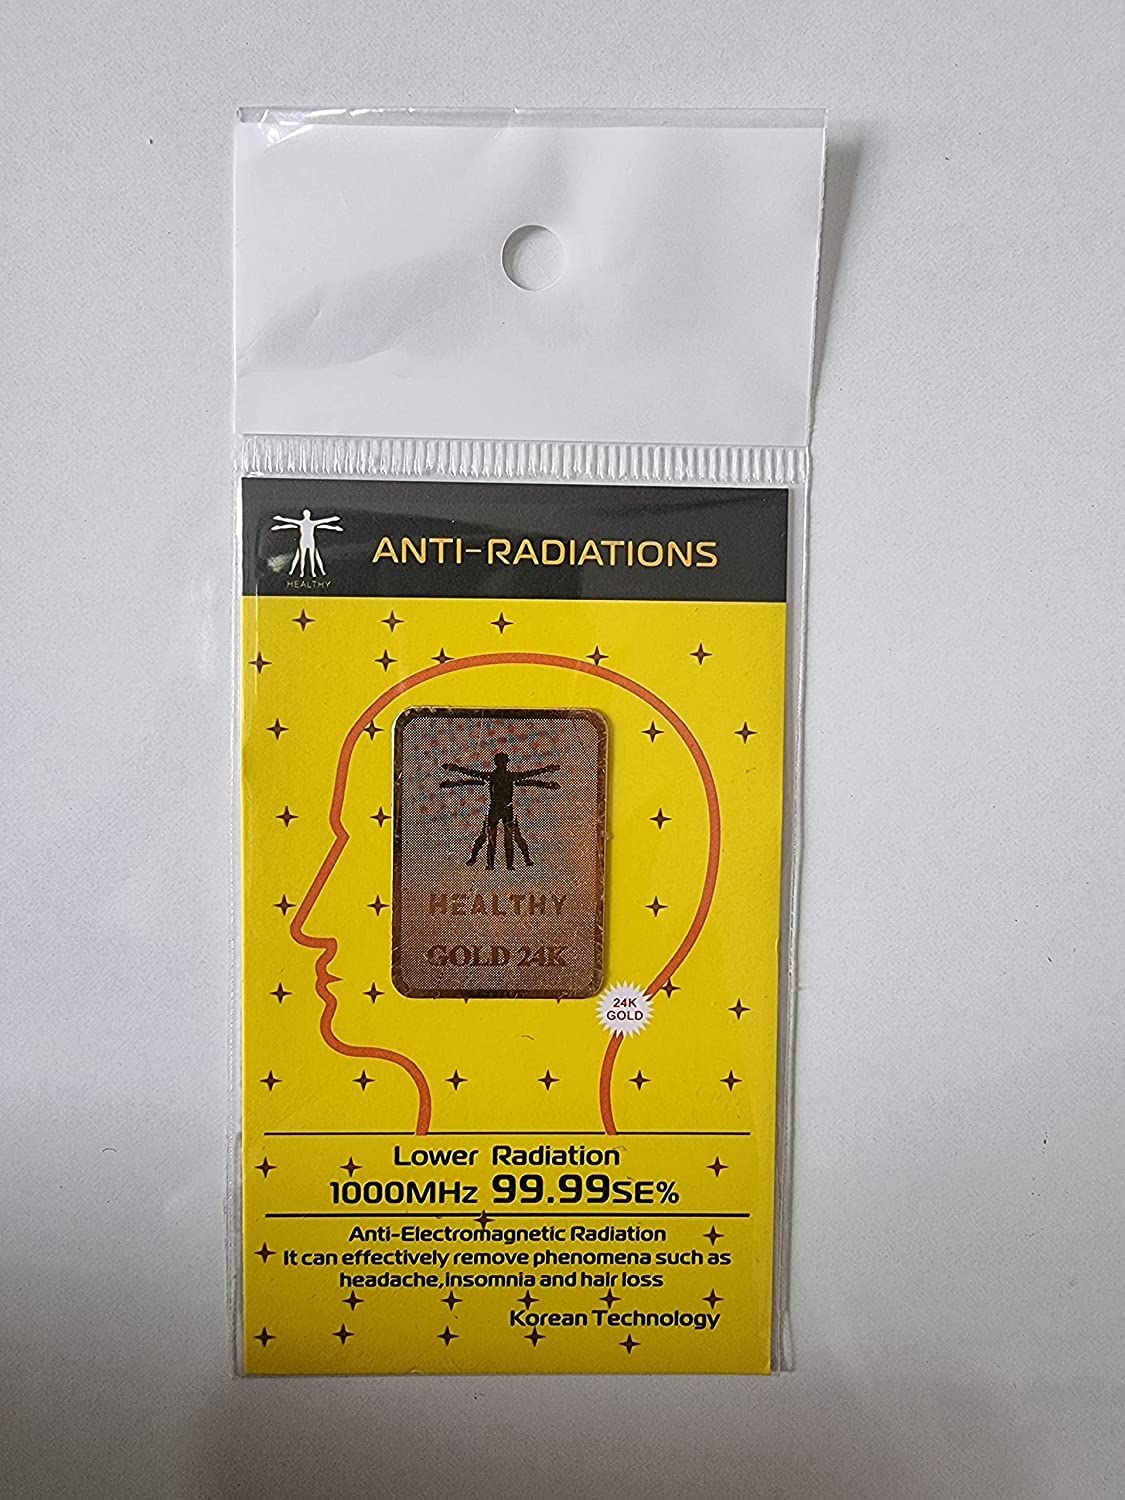 HEALTHY
ANTI-RADIATIONS
HEALTHY
GOLD 24K
24K
GOLD
Lower Radiation
1000MHz 99.99SE%
Anti-Electromagnetic Radiation
It can effectively remove phenomena such as
headache,insomnia and hair loss
Korean Technology